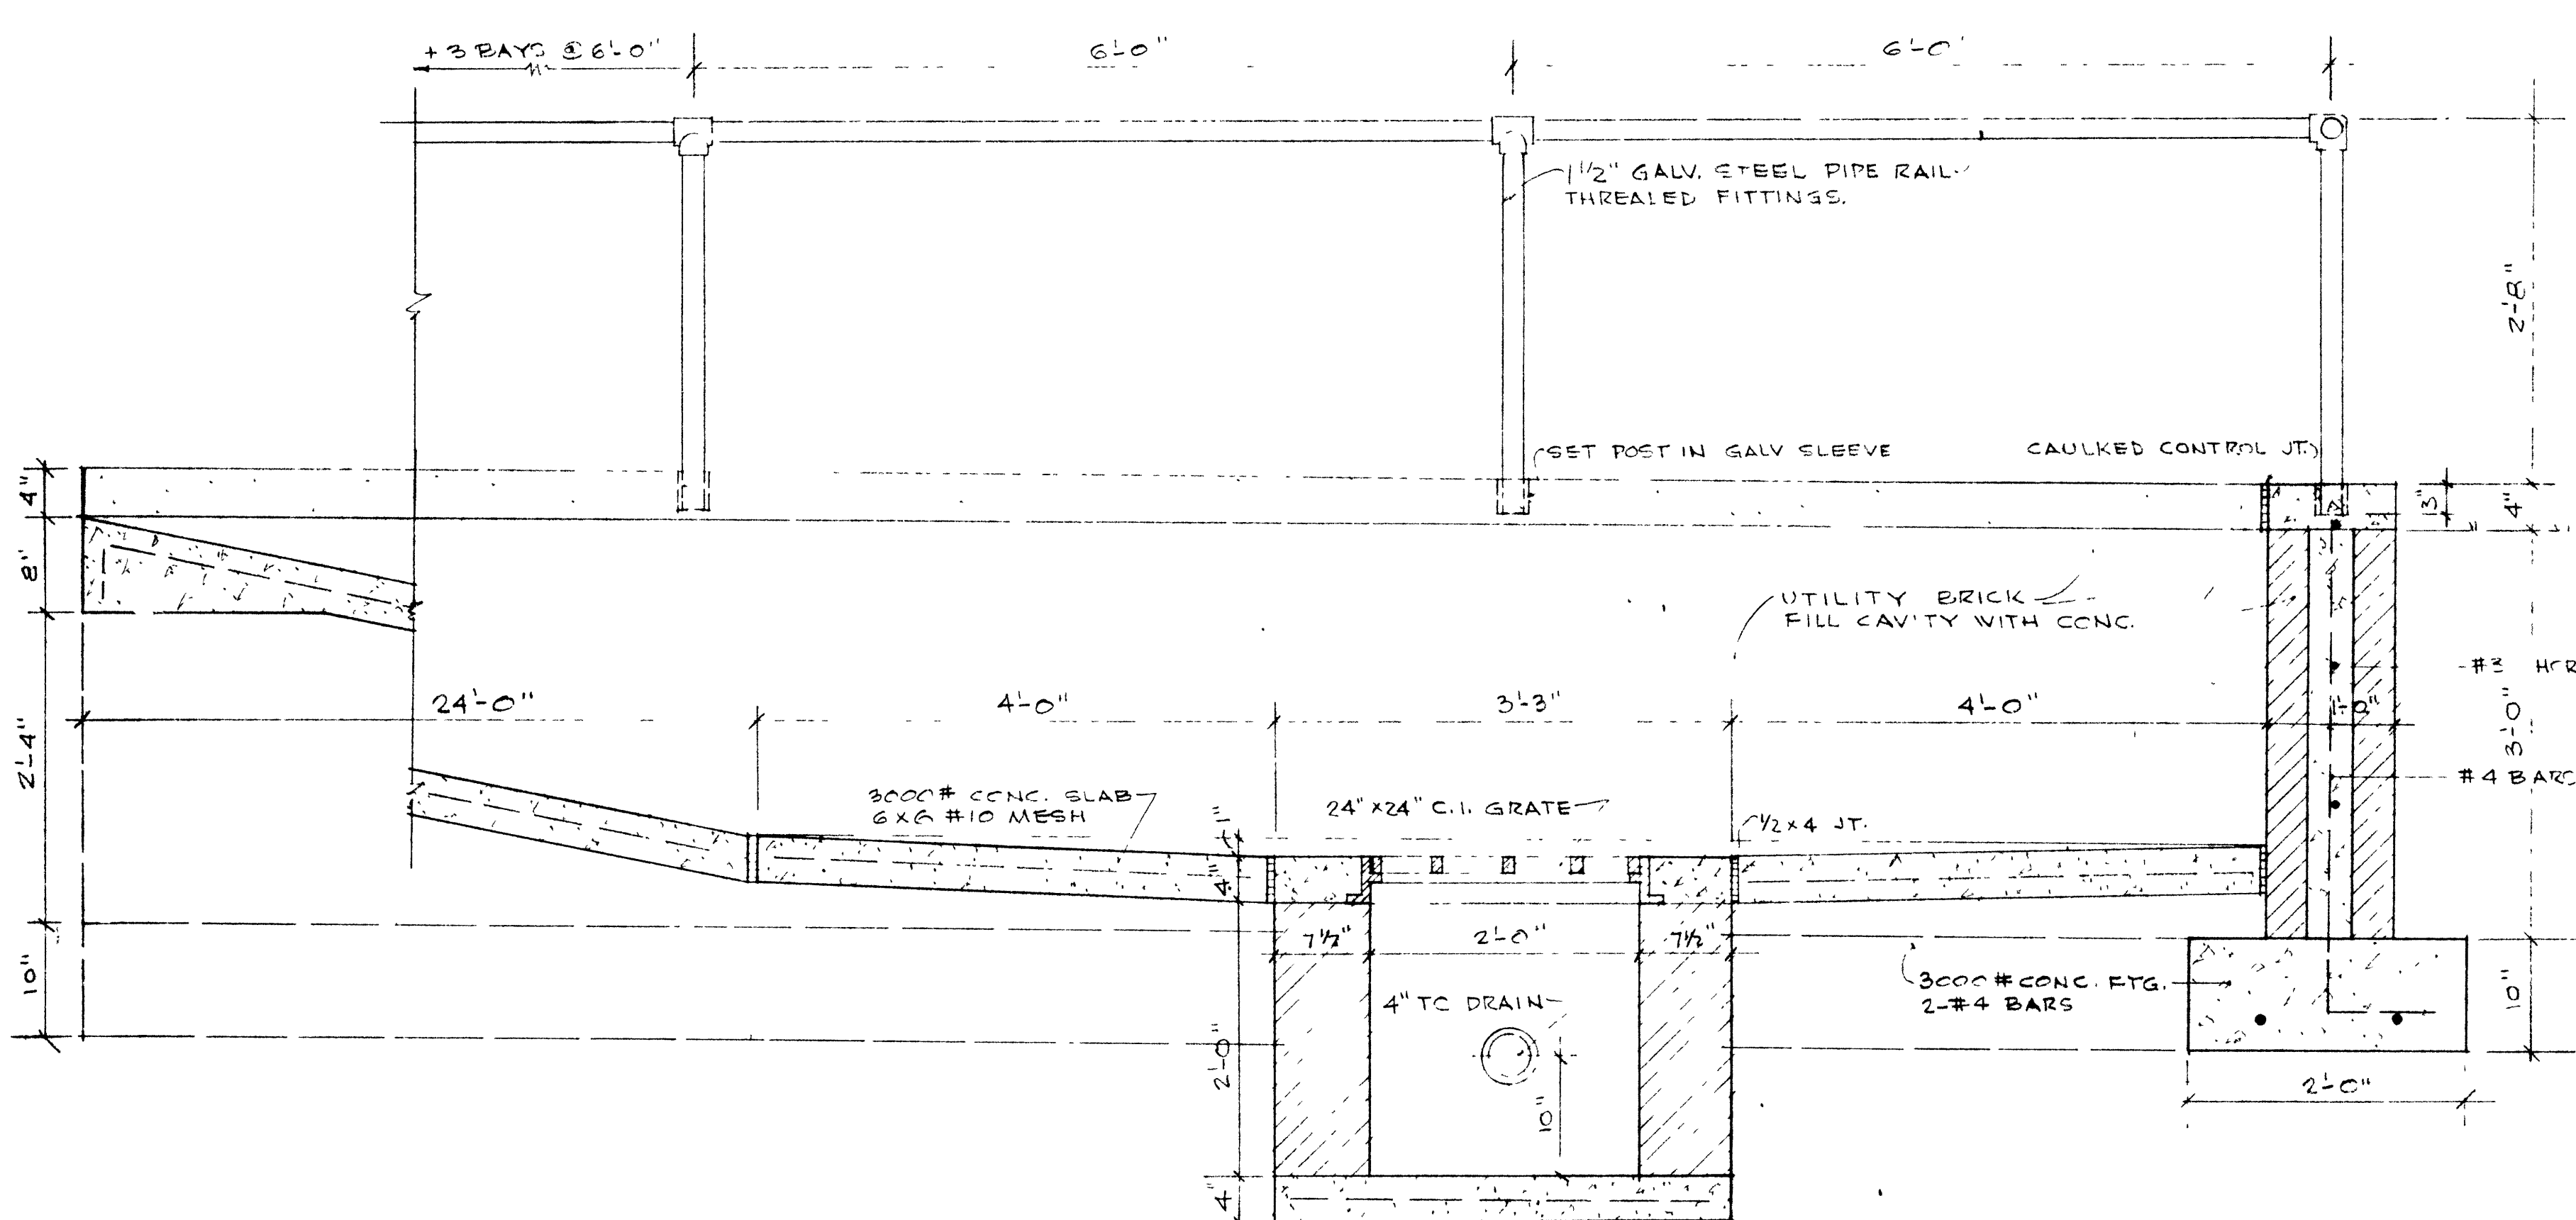 + 3 BAYS @ 6'-0"
6'-0"
6'-0'
1 1/2" GALV. STEEL PIPE RAIL
THREALED FITTINGS.
2'-8"
SET POST IN GALV SLEEVE
CAULKED CONTROL JT.
4"
3"
4"
8"
UTILITY BRICK
FILL CAVITY WITH CONC.
-#3
24'-0"
4'-0"
3'-3"
4'-0"
1'-0"
3'-0"
2'-4"
#4 BARS
3000# CONC. SLAB
6X6 #10 MESH
24" X 24" C.I. GRATE
1/2 X 4 JT.
1"
4"
7 1/2"
2'-0"
7 1/2"
10"
3000# CONC. FTG.
2-#4 BARS
4" TC DRAIN
10"
2'-0"
10"
2'-0"
4"